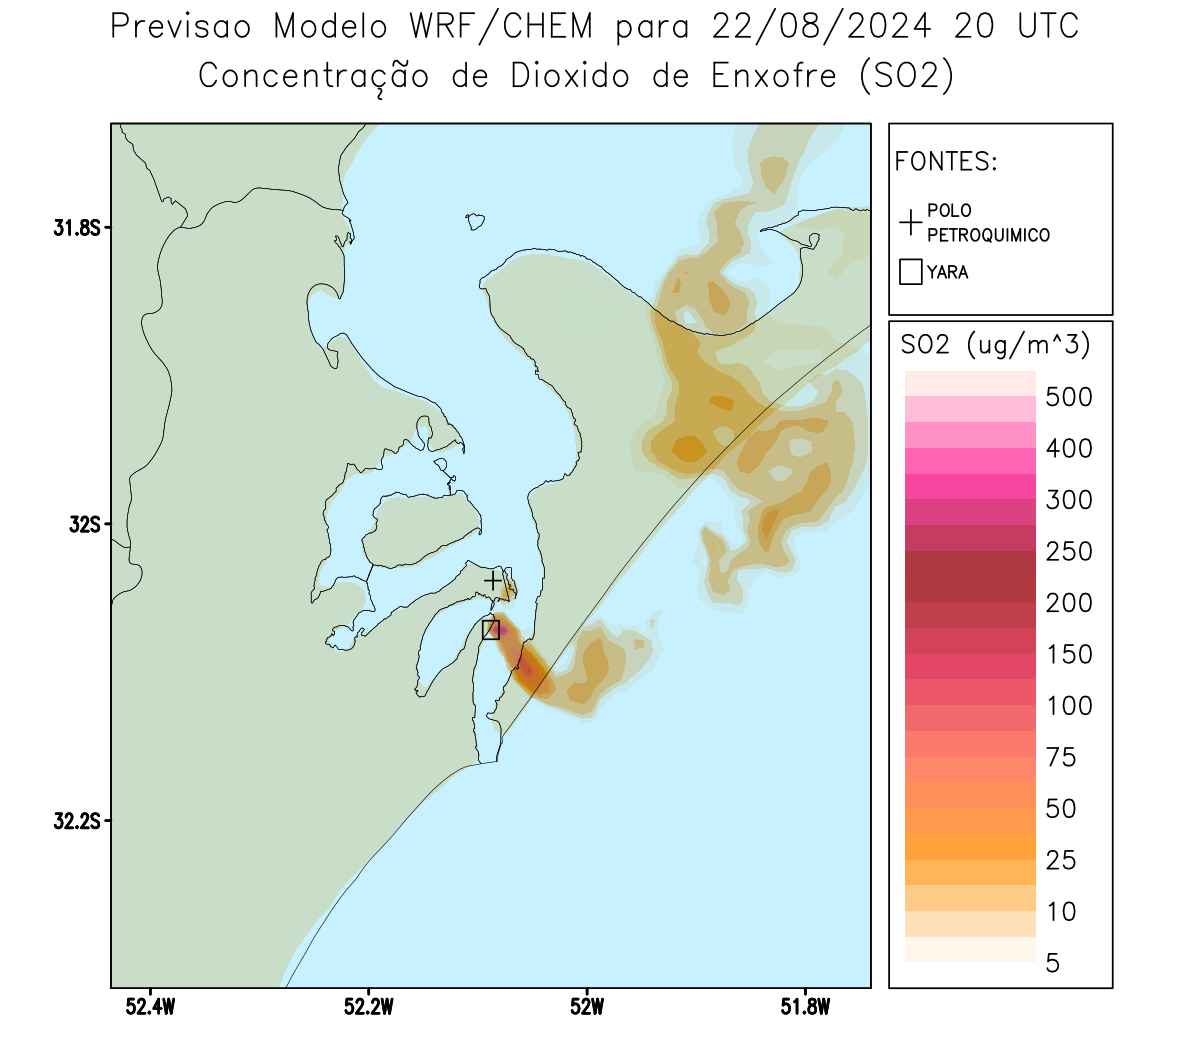 Previsao Modelo WRF/CHEM para 22/08/2024 20 UTC
Concentração de Dioxido de Enxofre (SO2)
FONTES:
POLO
PETROQUIMICO
YARA
31.8S
32S
32.2S
52.4W
52.2W
52W
51.8W
SO2 (ug/m^3)
500
400
300
250
200
150
100
75
50
25
10
5